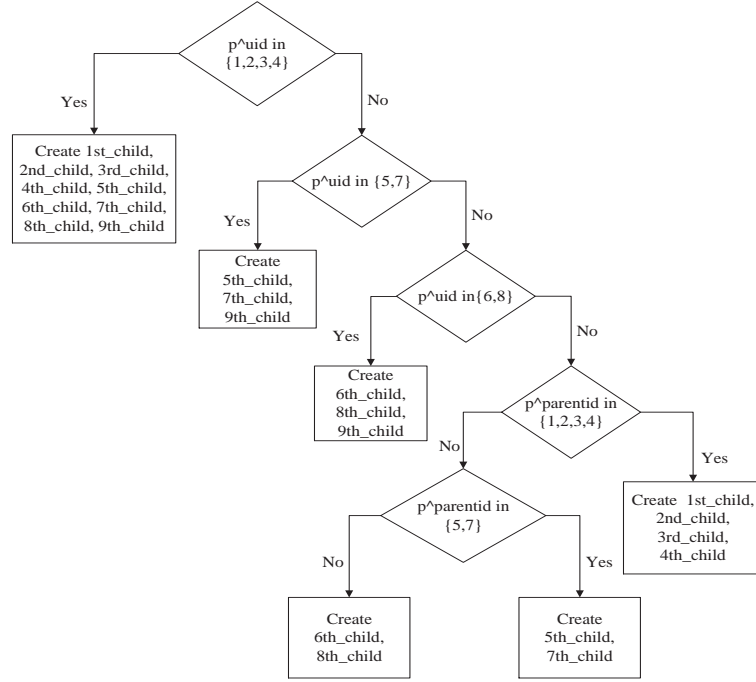 p^uid in
{1,2,3,4}
Yes
No
Create 1st_child,
2nd_child, 3rd_child,
4th_child, 5th_child,
6th_child, 7th_child,
8th_child, 9th_child
p^uid in {5,7}
Yes
No
Create
5th_child,
7th_child,
9th_child
p^uid in{6,8}
Yes
No
Create
6th_child,
8th_child,
9th_child
p^parentid in
{1,2,3,4}
No
Yes
Create 1st_child,
2nd_child,
3rd_child,
4th_child
p^parentid in
{5,7}
No
Yes
Create
6th_child,
8th_child
Create
5th_child,
7th_child